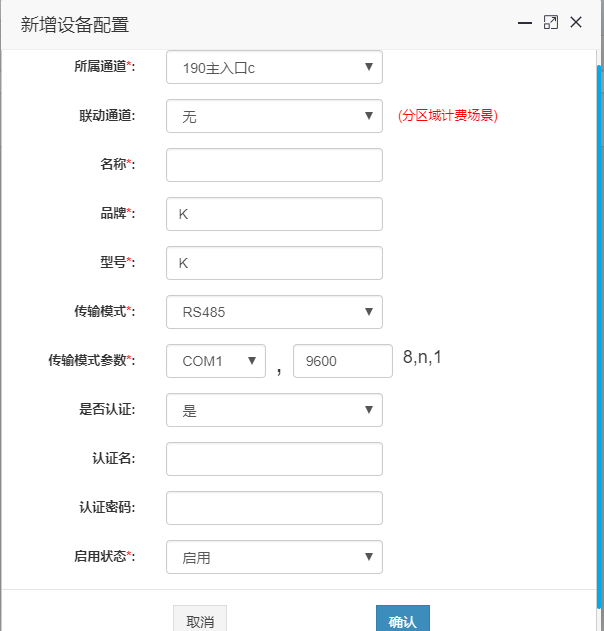 新增设备配置
所属通道*: 190主入口c
联动通道: 无 (分区域计费场景)
名称*:
品牌*: K
型号*: K
传输模式*: RS485
传输模式参数*: COM1 , 9600 8,n,1
是否认证: 是
认证名:
认证密码:
启用状态*: 启用
取消 确认